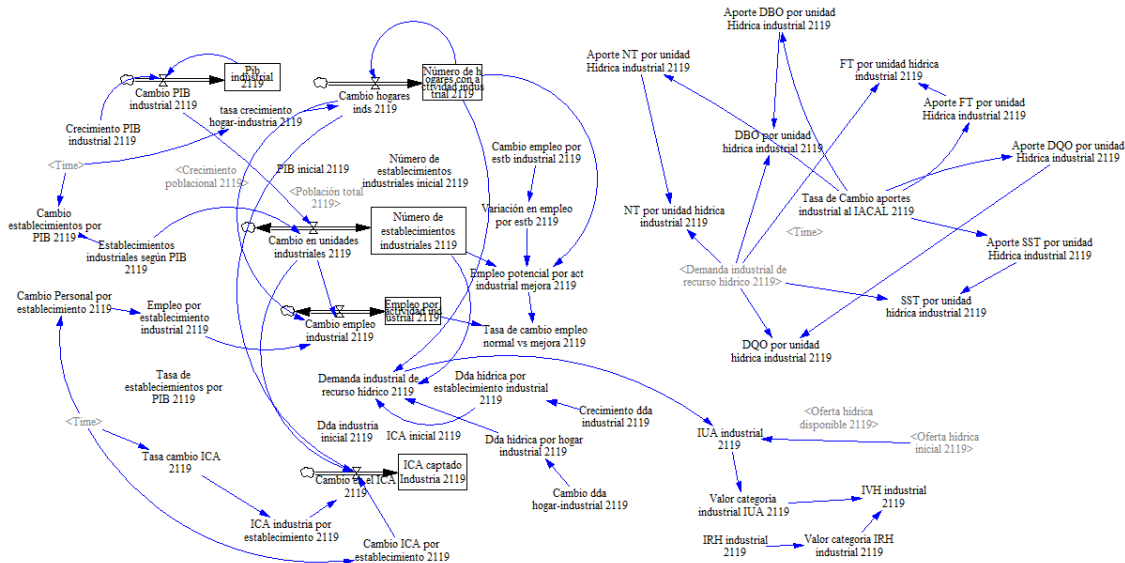 Pib
industrial
2119
Cambio PIB
industrial 2119
Crecimiento PIB
industrial 2119
tasa crecimiento
hogar-industria 2119
Número de h
ogares con a
ctividad indus
trial 2119
Cambio hogares
inds 2119
<Time>
<Crecimiento
poblacional 2119>
PIB inicial 2119
<Población total
2119>
Número de
establecimientos
industriales inicial 2119
Cambio empleo por
estb industrial 2119
Variación en empleo
por estb 2119
Cambio
establecimientos por
PIB 2119
Establecimientos
industriales según PIB
2119
Cambio en unidades
industriales 2119
Número de
establecimientos
industriales 2119
Empleo potencial por act
industrial mejora 2119
Cambio Personal por
establecimiento 2119
Empleo por
establecimiento
industrial 2119
Cambio empleo
industrial 2119
Empleo por
actividad ind
ustrial 2119
Tasa de cambio empleo
normal vs mejora 2119
Tasa de
estableciemientos por
PIB 2119
Demanda industrial de
recurso hídrico 2119
Dda hidrica por
establecimiento industrial
2119
Crecimiento dda
industrial 2119
<Time>
Dda industria
inicial 2119
ICA inicial 2119
Dda hidrica por hogar
industrial 2119
Cambio dda
hogar-industrial 2119
Tasa cambio ICA
2119
ICA captado
Industria 2119
Cambio en el ICA
2119
ICA industria por
establecimiento 2119
Cambio ICA por
establecimiento 2119
Aporte DBO por unidad
Hídrica industrial 2119
Aporte NT por unidad
Hídrica industrial 2119
FT por unidad hídrica
industrial 2119
Aporte FT por unidad
Hídrica industrial 2119
DBO por unidad
hídrica industrial 2119
Aporte DQO por unidad
Hídrica industrial 2119
Tasa de Cambio aportes
industrial al IACAL 2119
<Time>
NT por unidad hídrica
industrial 2119
Aporte SST por unidad
Hídrica industrial 2119
<Demanda industrial de
recurso hídrico 2119>
SST por unidad
hídrica industrial 2119
DQO por unidad
hídrica industrial 2119
<Oferta hídrica
disponible 2119>
<Oferta hídrica
inicial 2119>
IUA industrial
2119
Valor categoria
industrial IUA 2119
IVH industrial
2119
IRH industrial
2119
Valor categoria IRH
industrial 2119